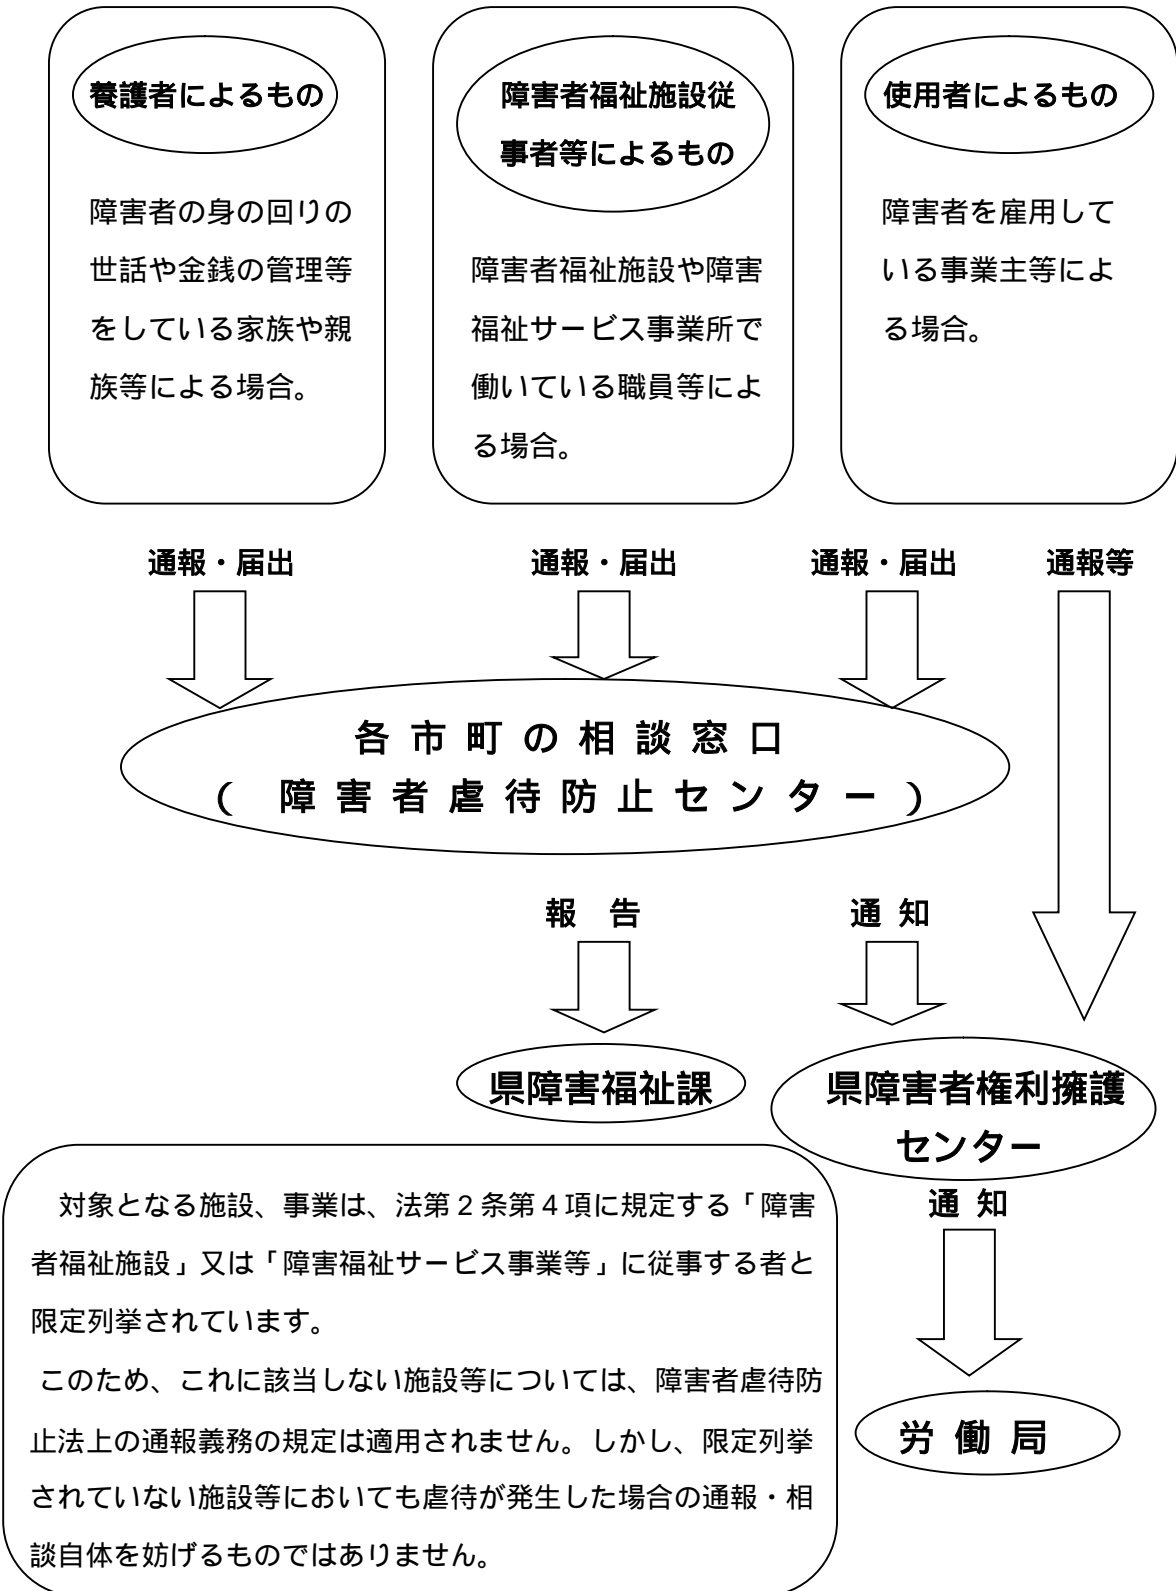 養護者によるもの
障害者の身の回りの
世話や金銭の管理等
をしている家族や親
族等による場合。
障害者福祉施設従
事者等によるもの
障害者福祉施設や障害
福祉サービス事業所で
働いている職員等によ
る場合。
使用者によるもの
障害者を雇用して
いる事業主等によ
る場合。
通報・届出
通報・届出
通報・届出
通報等
各市町の相談窓口
(障害者虐待防止センター)
報告
通知
県障害福祉課
県障害者権利擁護
センター
通知
労働局
対象となる施設、事業は、法第2条第4項に規定する「障害
者福祉施設」又は「障害福祉サービス事業等」に従事する者と
限定列挙されています。
このため、これに該当しない施設等については、障害者虐待防
止法上の通報義務の規定は適用されません。しかし、限定列挙
されていない施設等においても虐待が発生した場合の通報・相
談自体を妨げるものではありません。